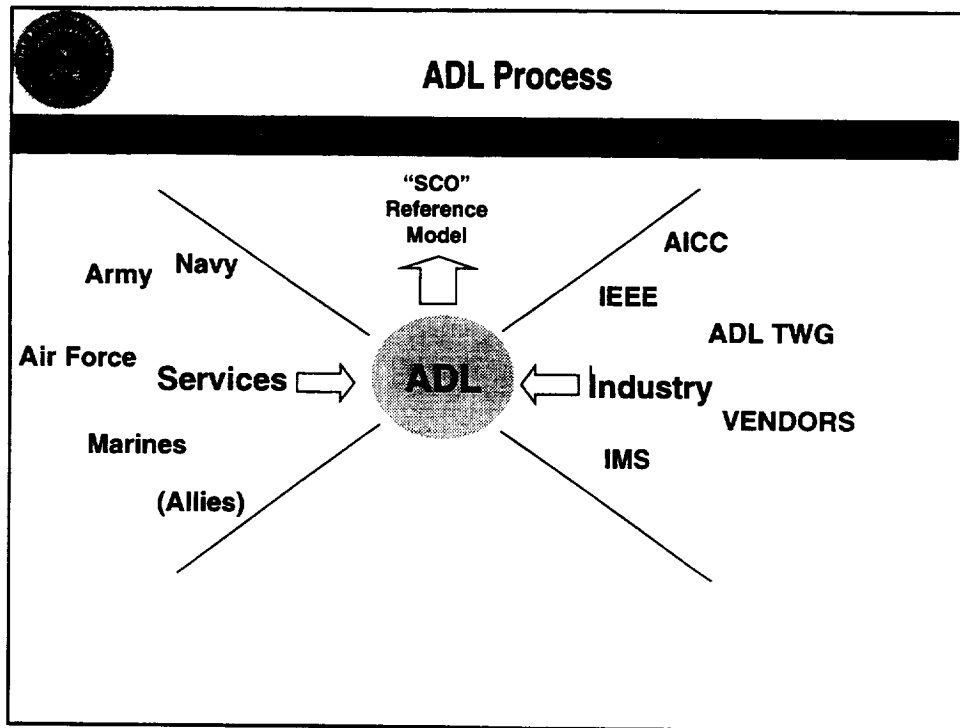 ADL Process
“SCO”
Reference
Model
Army
Navy
Air Force
Services
Marines
(Allies)
ADL
AICC
IEEE
ADL TWG
Industry
VENDORS
IMS